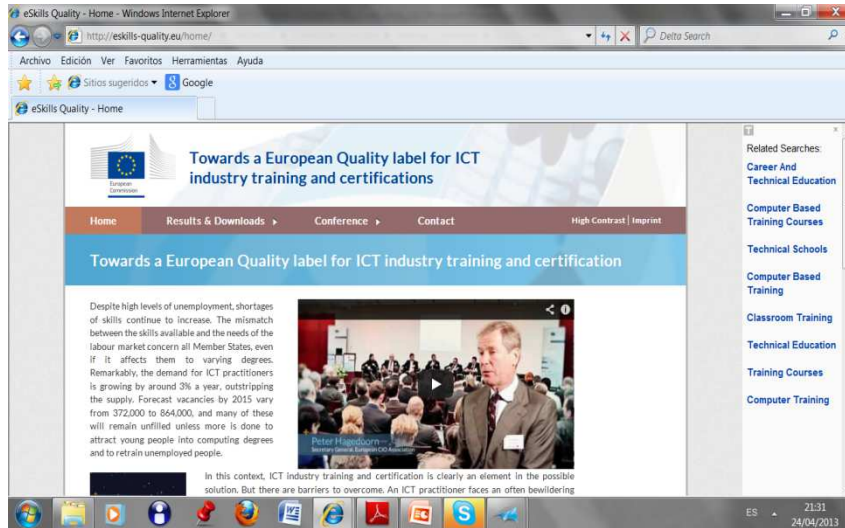 eSkills Quality - Home - Windows Internet Explorer
http://eskills-quality.eu/home/
Delta Search
Archivo Edición Ver Favoritos Herramientas Ayuda
Sitios sugeridos Google
eSkills Quality - Home
European
Commission
Towards a European Quality label for ICT
industry training and certifications
Home Results & Downloads Conference Contact High Contrast | Imprint
Towards a European Quality label for ICT industry training and certification
Despite high levels of unemployment, shortages
of skills continue to increase. The mismatch
between the skills available and the needs of the
labour market concern all Member States, even
if it affects them to varying degrees.
Remarkably, the demand for ICT practitioners
is growing by around 3% a year, outstripping
the supply. Forecast vacancies by 2015 vary
from 372,000 to 864,000, and many of these
will remain unfilled unless more is done to
attract young people into computing degrees
and to retrain unemployed people.
Peter Hagedoorn
Secretary General, European CIO Association
In this context, ICT industry training and certification is clearly an element in the possible
solution. But there are barriers to overcome. An ICT practitioner faces an often bewildering
Related Searches:
Career And
Technical Education
Computer Based
Training Courses
Technical Schools
Computer Based
Training
Classroom Training
Technical Education
Training Courses
Computer Training
ES
21:31
24/04/2013